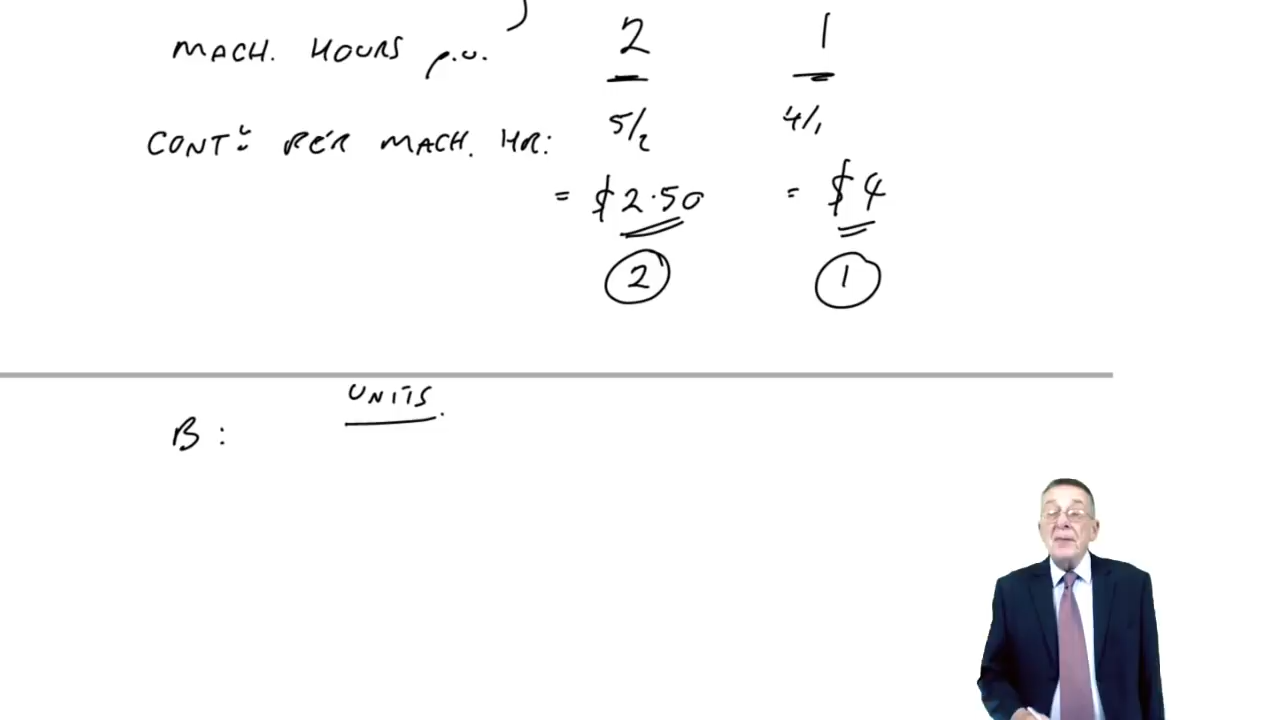 MACH. HOURS p.u. 2 1
CONTN PER MACH. HR: 5/2 4/1
= $2.50 = $4
2 1
UNITS.
B: